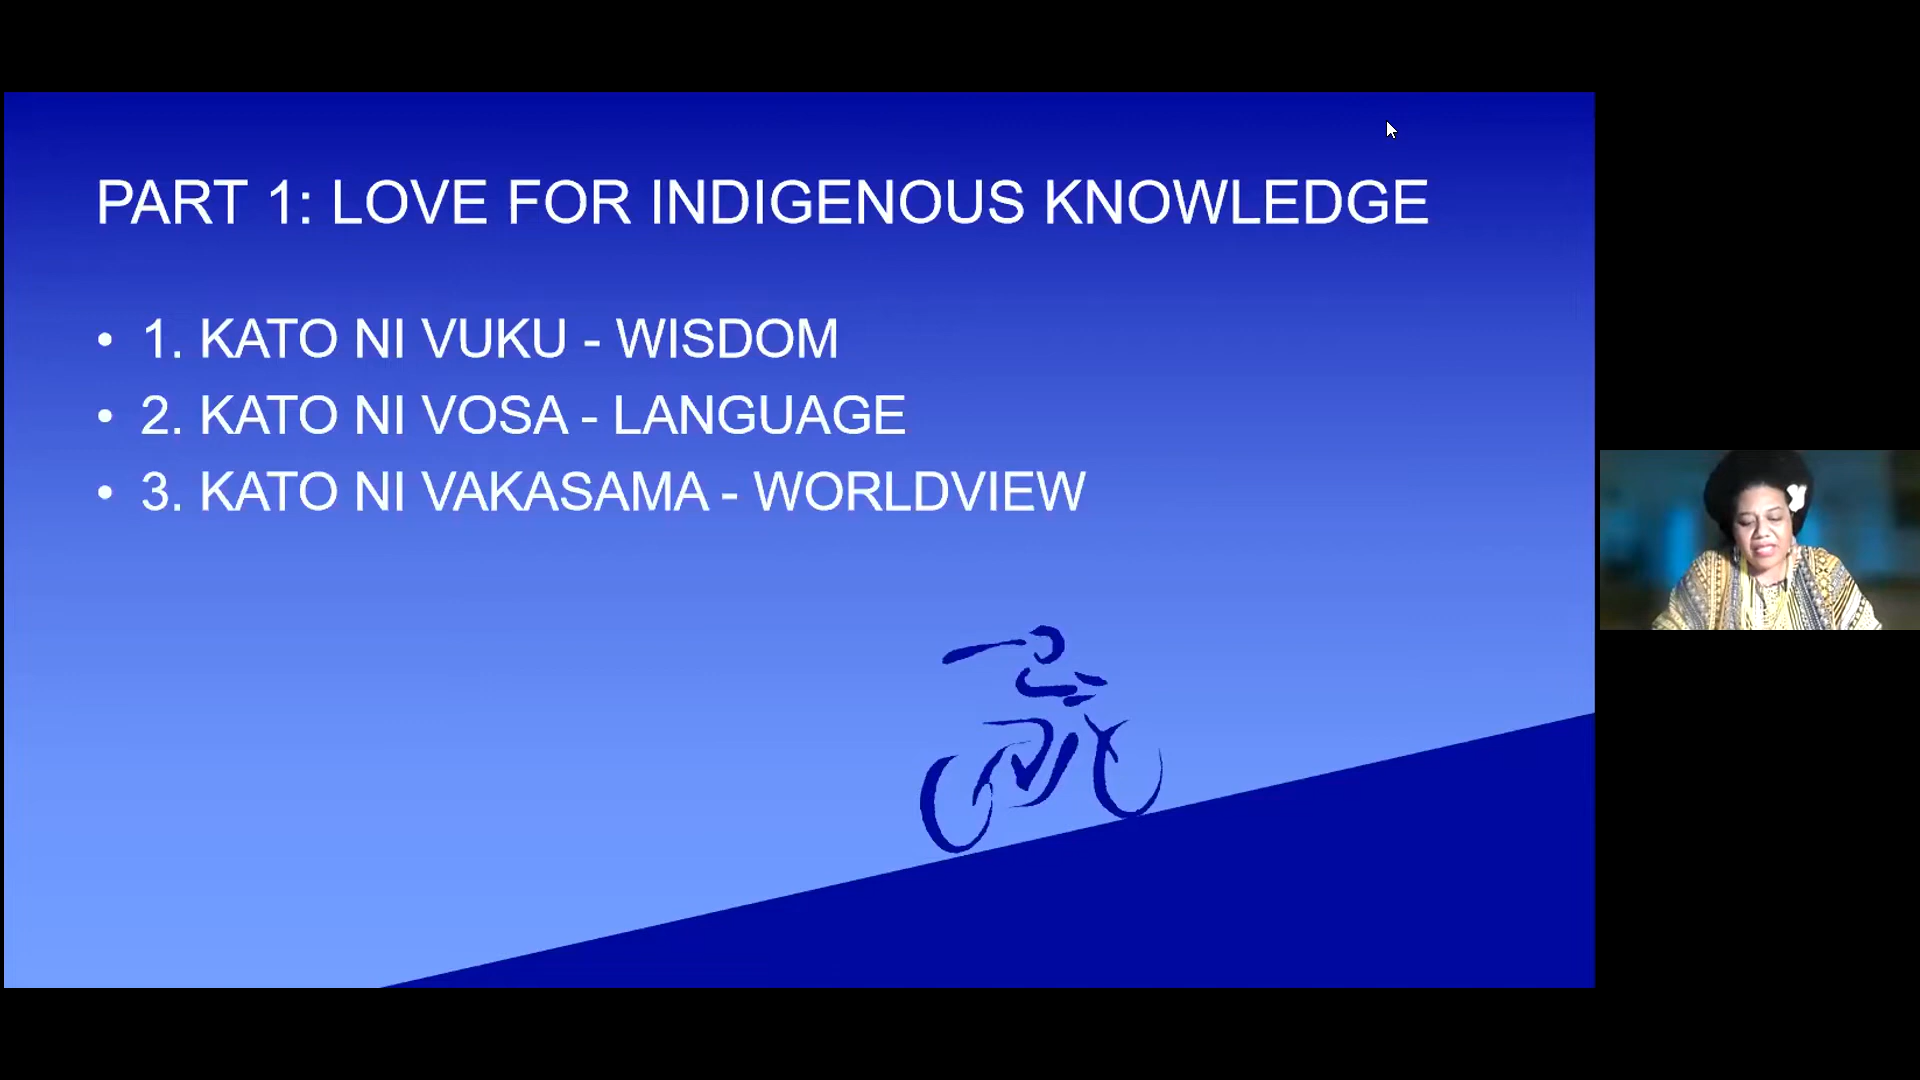 PART 1: LOVE FOR INDIGENOUS KNOWLEDGE
• 1. KATO NI VUKU - WISDOM
• 2. KATO NI VOSA - LANGUAGE
• 3. KATO NI VAKASAMA - WORLDVIEW